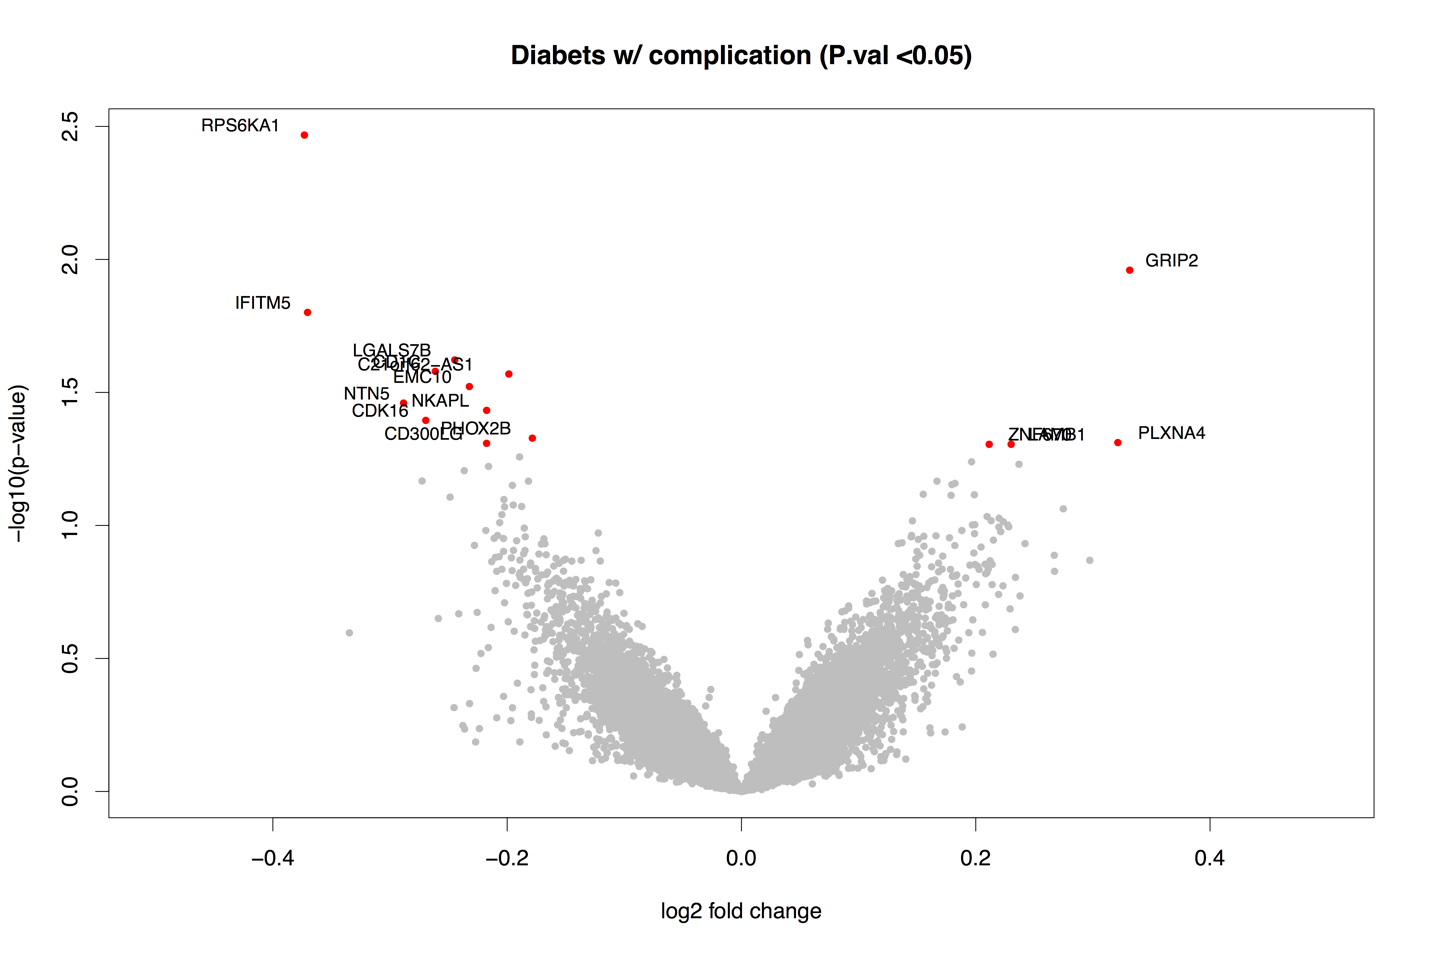 Diabets w/ complication (P.val <0.05)
−log10(p−value)
2.5
2.0
1.5
1.0
0.5
0.0
RPS6KA1
GRIP2
IFITM5
LGALS7B
EMC10
NTN5
NKAPL
CDK16
PHOX2B
CD300LG
PLXNA4
−0.4
−0.2
0.0
0.2
0.4
log2 fold change